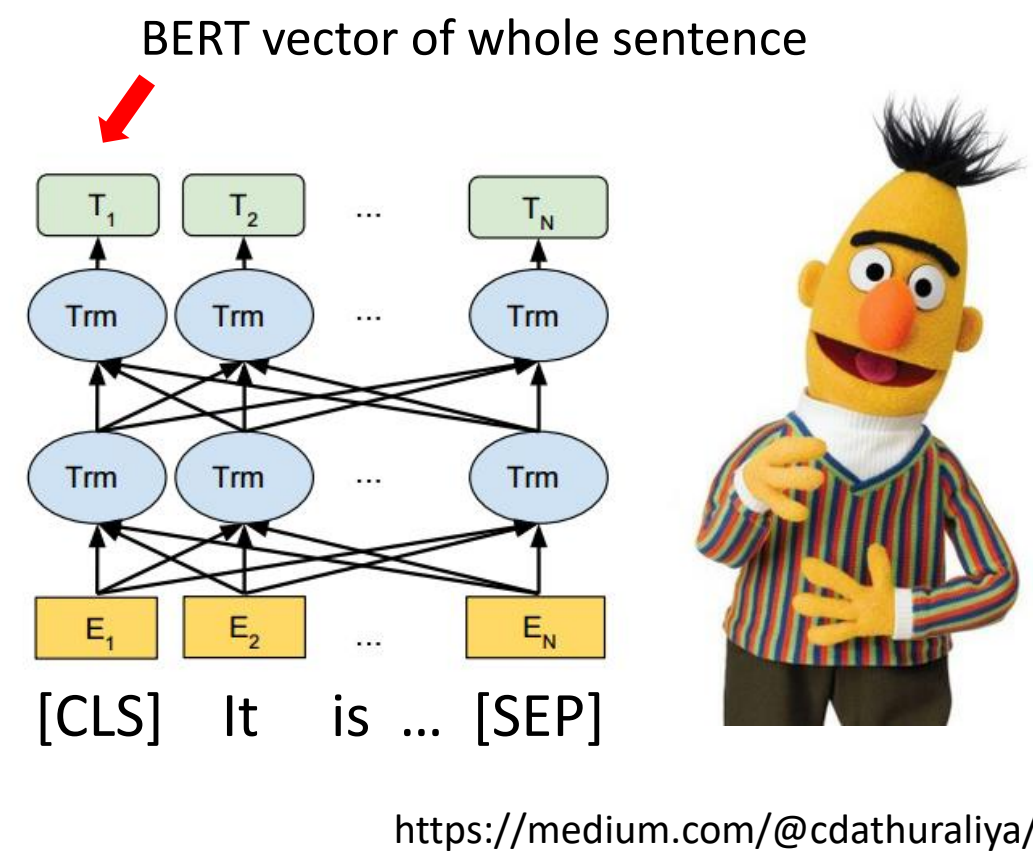 BERT vector of whole sentence
T1 T2 ... TN
Trm Trm ... Trm
Trm Trm ... Trm
E1 E2 ... EN
[CLS] It is ... [SEP]
https://medium.com/@cdathuraliya/